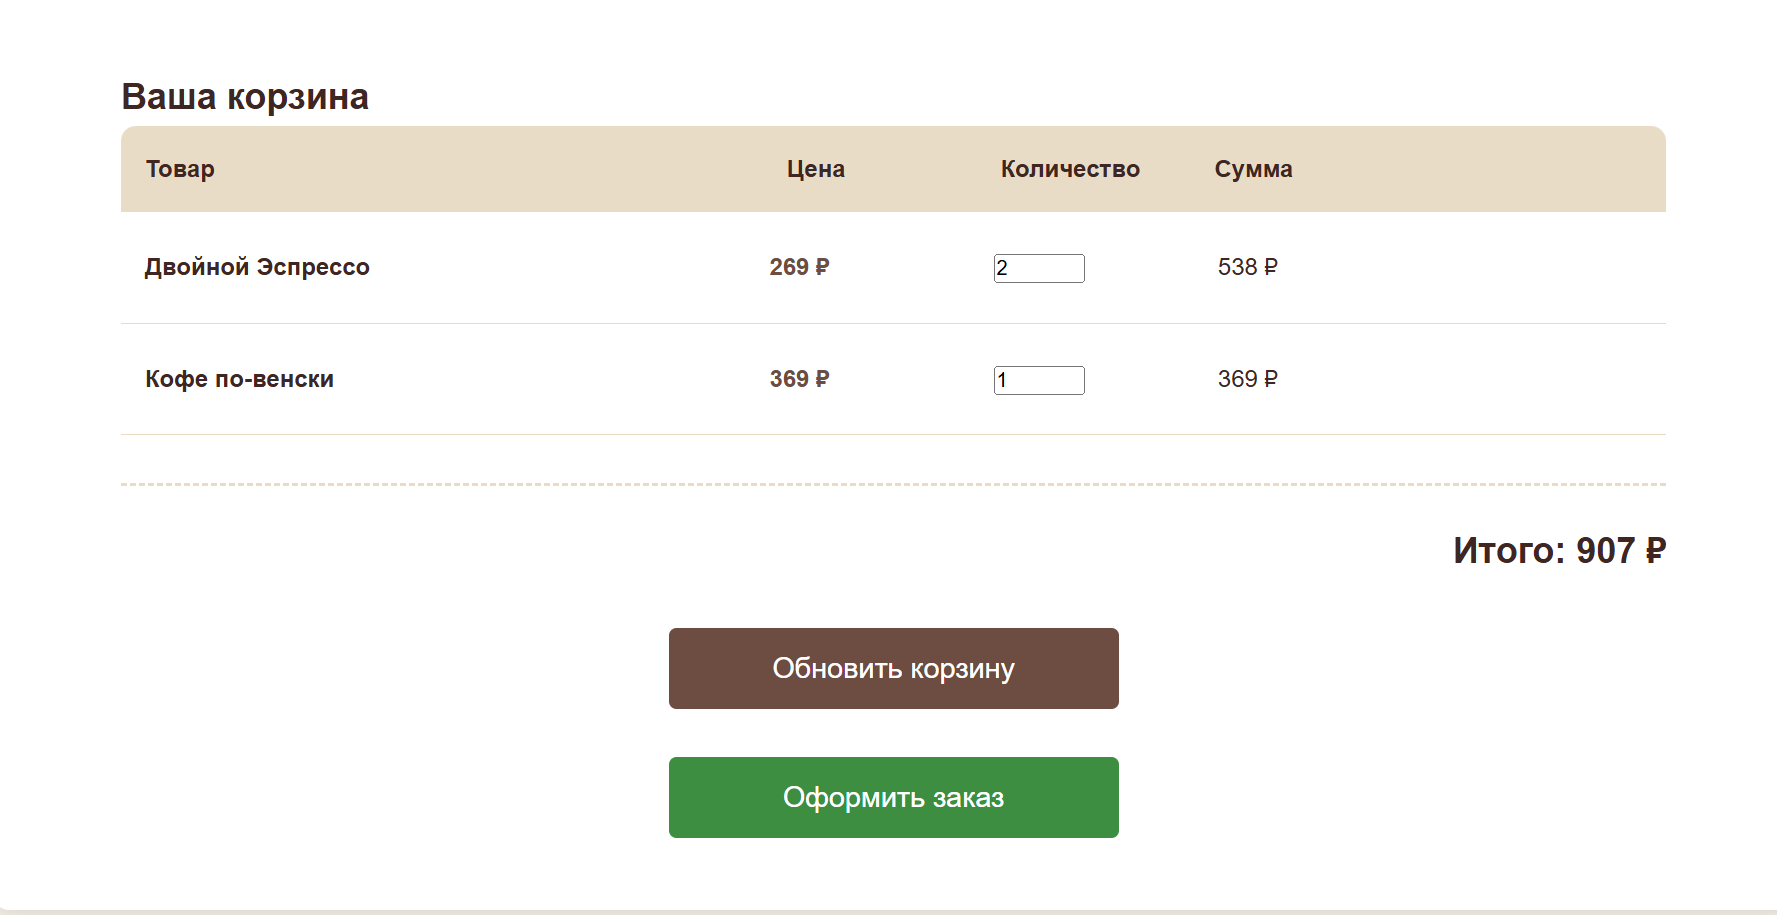 Ваша корзина
Товар Цена Количество Сумма
Двойной Эспрессо 269 ₽ 2 538 ₽
Кофе по-венски 369 ₽ 1 369 ₽
Итого: 907 ₽
Обновить корзину
Оформить заказ